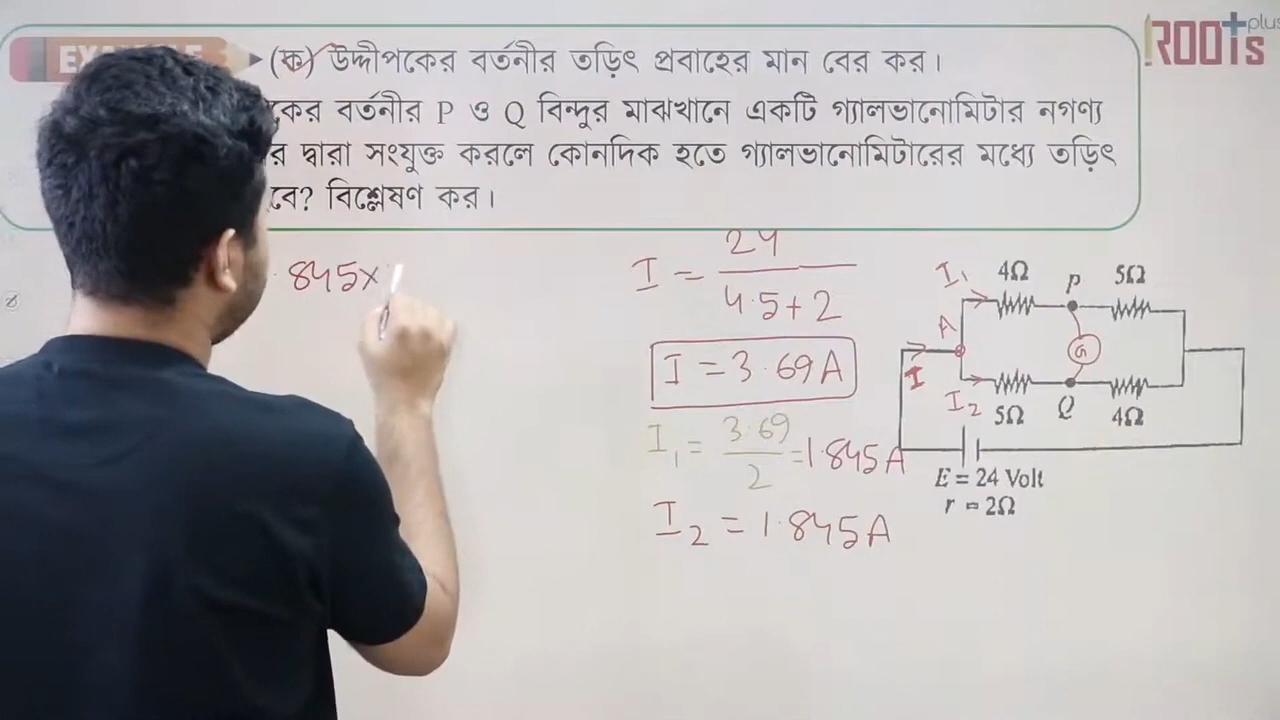 ROOTs plus
(ক) উদ্দীপকের বর্তনীর তড়িৎ প্রবাহের মান বের কর।
কের বর্তনীর P ও Q বিন্দুর মাঝখানে একটি গ্যালভানোমিটার নগণ্য
র দ্বারা সংযুক্ত করলে কোনদিক হতে গ্যালভানোমিটারের মধ্যে তড়িৎ
বে? বিশ্লেষণ কর।
845×
I = 24 / 4.5+2
I = 3.69A
I₁ = 3.69 / 2 = 1.845A
I₂ = 1.845A
I₁ 4Ω P 5Ω
A G
I
I₂ 5Ω Q 4Ω
E = 24 Volt
r = 2Ω